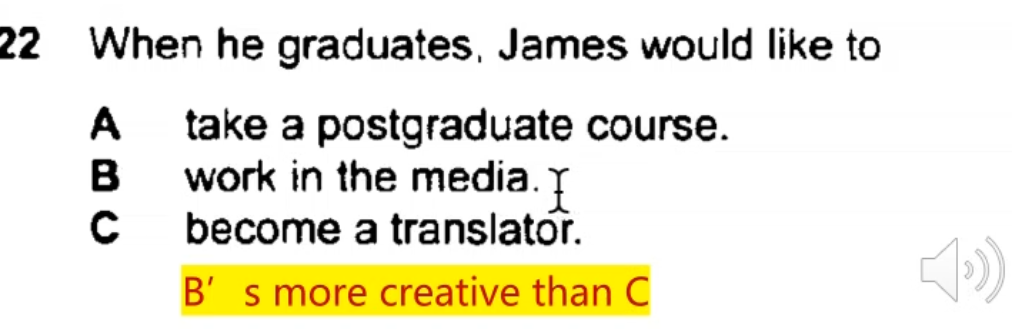 22 When he graduates, James would like to
A take a postgraduate course.
B work in the media.
C become a translator.
B's more creative than C